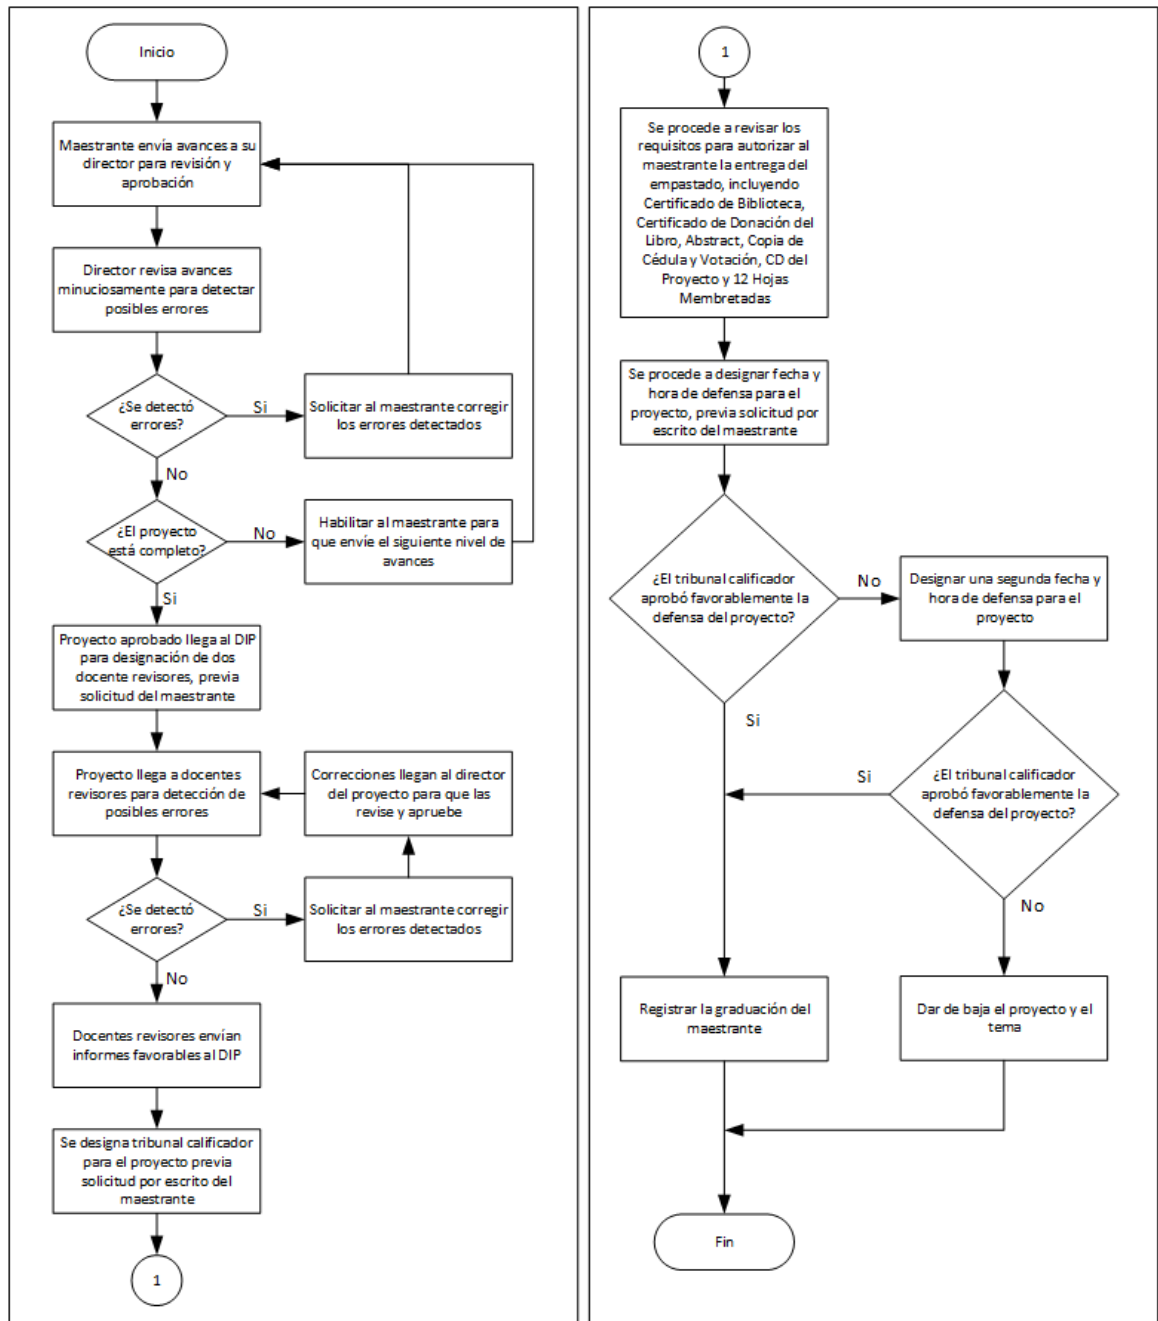 Inicio
Maestrante envía avances a su
director para revisión y
aprobación
Director revisa avances
minuciosamente para detectar
posibles errores
¿Se detectó
errores?
Si
Solicitar al maestrante corregir
los errores detectados
No
¿El proyecto
está completo?
No
Habilitar al maestrante para
que envíe el siguiente nivel de
avances
Si
Proyecto aprobado llega al DIP
para designación de dos
docente revisores, previa
solicitud del maestrante
Proyecto llega a docentes
revisores para detección de
posibles errores
Correcciones llegan al director
del proyecto para que las
revise y apruebe
¿Se detectó
errores?
Si
Solicitar al maestrante corregir
los errores detectados
No
Docentes revisores envían
informes favorables al DIP
Se designa tribunal calificador
para el proyecto previa
solicitud por escrito del
maestrante
1
1
Se procede a revisar los
requisitos para autorizar al
maestrante la entrega del
empastado, incluyendo
Certificado de Biblioteca,
Certificado de Donación del
Libro, Abstract, Copia de
Cédula y Votación, CD del
Proyecto y 12 Hojas
Membretadas
Se procede a designar fecha y
hora de defensa para el
proyecto, previa solicitud por
escrito del maestrante
¿El tribunal calificador
aprobó favorablemente la
defensa del proyecto?
No
Designar una segunda fecha y
hora de defensa para el
proyecto
Si
¿El tribunal calificador
aprobó favorablemente la
defensa del proyecto?
Si
No
Registrar la graduación del
maestrante
Dar de baja el proyecto y el
tema
Fin